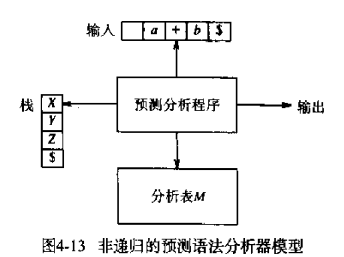 输入 a + b $
栈 X
Y
Z
$
预测分析程序
输出
分析表M
图4-13 非递归的预测语法分析器模型